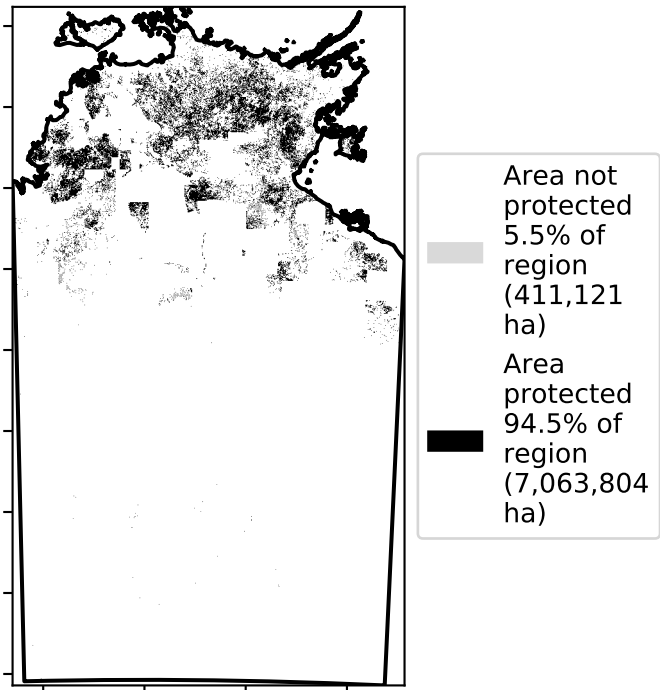 Area not
protected
5.5% of
region
(411,121
ha)
Area
protected
94.5% of
region
(7,063,804
ha)